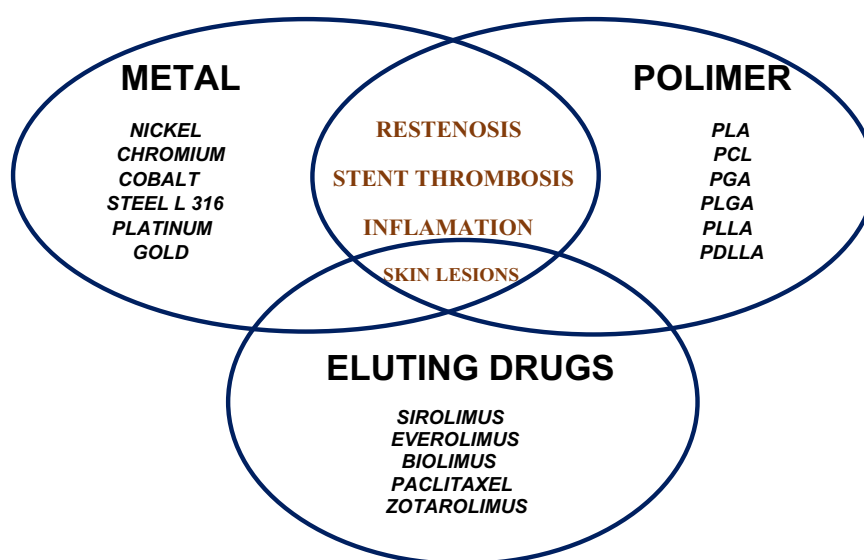 METAL
NICKEL
CHROMIUM
COBALT
STEEL L 316
PLATINUM
GOLD
RESTENOSIS
STENT THROMBOSIS
INFLAMATION
SKIN LESIONS
POLIMER
PLA
PCL
PGA
PLGA
PLLA
PDLLA
ELUTING DRUGS
SIROLIMUS
EVEROLIMUS
BIOLIMUS
PACLITAXEL
ZOTAROLIMUS